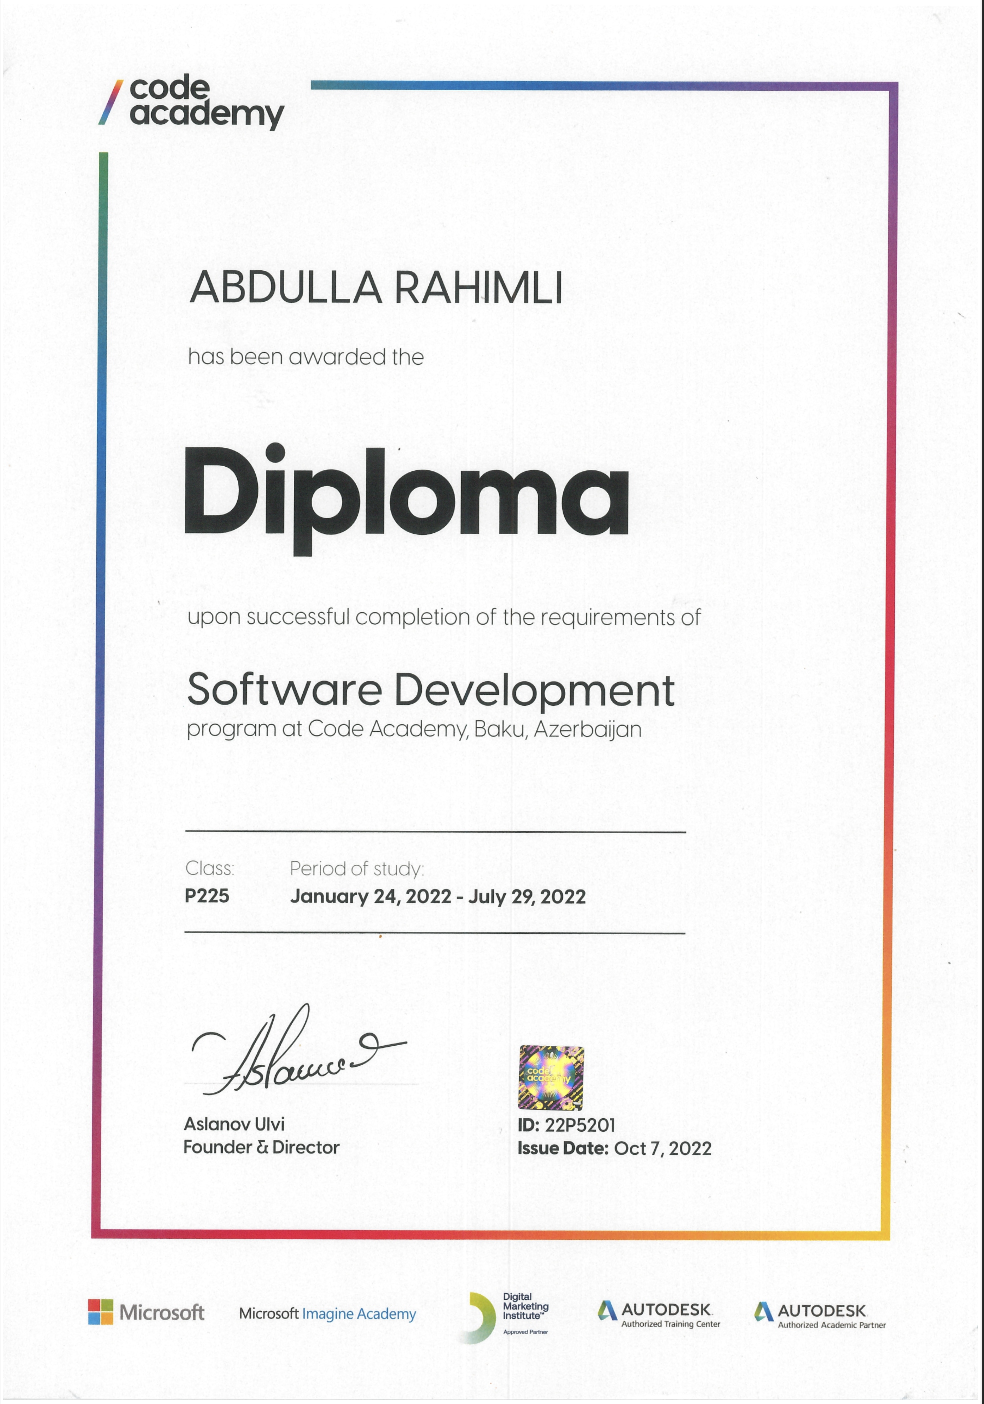 code
academy
ABDULLA RAHIMLI
has been awarded the
Diploma
upon successful completion of the requirements of
Software Development
program at Code Academy, Baku, Azerbaijan
Class: Period of study:
P225 January 24, 2022 - July 29, 2022
code
academy
Aslanov Ulvi
Founder & Director
ID: 22P5201
Issue Date: Oct 7, 2022
Microsoft
Microsoft Imagine Academy
Digital
Marketing
Institute™
Approved Partner
AUTODESK.
Authorized Training Center
AUTODESK
Authorized Academic Partner